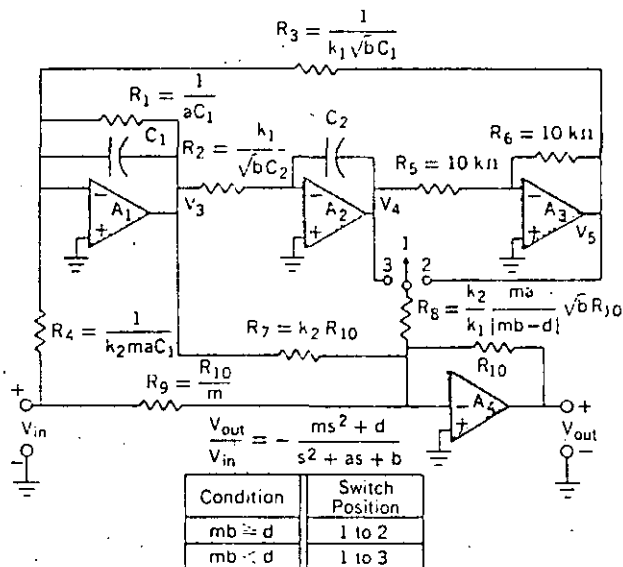 R3 = 1/(k1√bC1)
R1 = 1/(aC1)
C1
R2 = k1/(√bC2)
C2
R5 = 10 kΩ
R6 = 10 kΩ
−
+
A1
V3
−
+
A2
V4
−
+
A3
V5
3
1
2
R4 = 1/(k2maC1)
R7 = k2 R10
R8 = (k2/k1) (ma/|mb−d|) √b R10
R9 = R10/m
R10
−
+
A4
+
Vin
−
+
Vout
−
Vout/Vin = − (ms² + d)/(s² + as + b)
Condition
Switch Position
mb ≥ d
1 to 2
mb < d
1 to 3